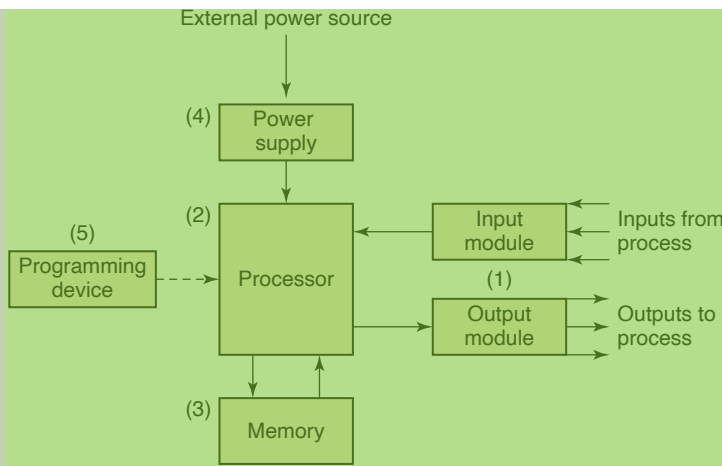 External power source
(4)
Power
supply
(2)
Input
module
Inputs from
process
(5)
Programming
device
Processor
(1)
Output
module
Outputs to
process
(3)
Memory